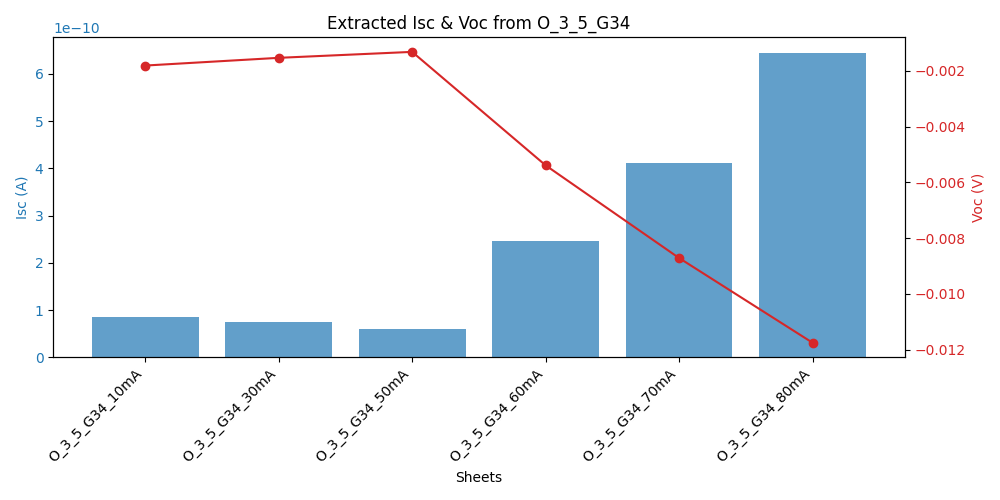 Extracted Isc & Voc from O_3_5_G34
1e−10
6
5
4
3
2
1
0
Isc (A)
−0.002
−0.004
−0.006
−0.008
−0.010
−0.012
Voc (V)
O_3_5_G34_10mA
O_3_5_G34_30mA
O_3_5_G34_50mA
O_3_5_G34_60mA
O_3_5_G34_70mA
O_3_5_G34_80mA
Sheets